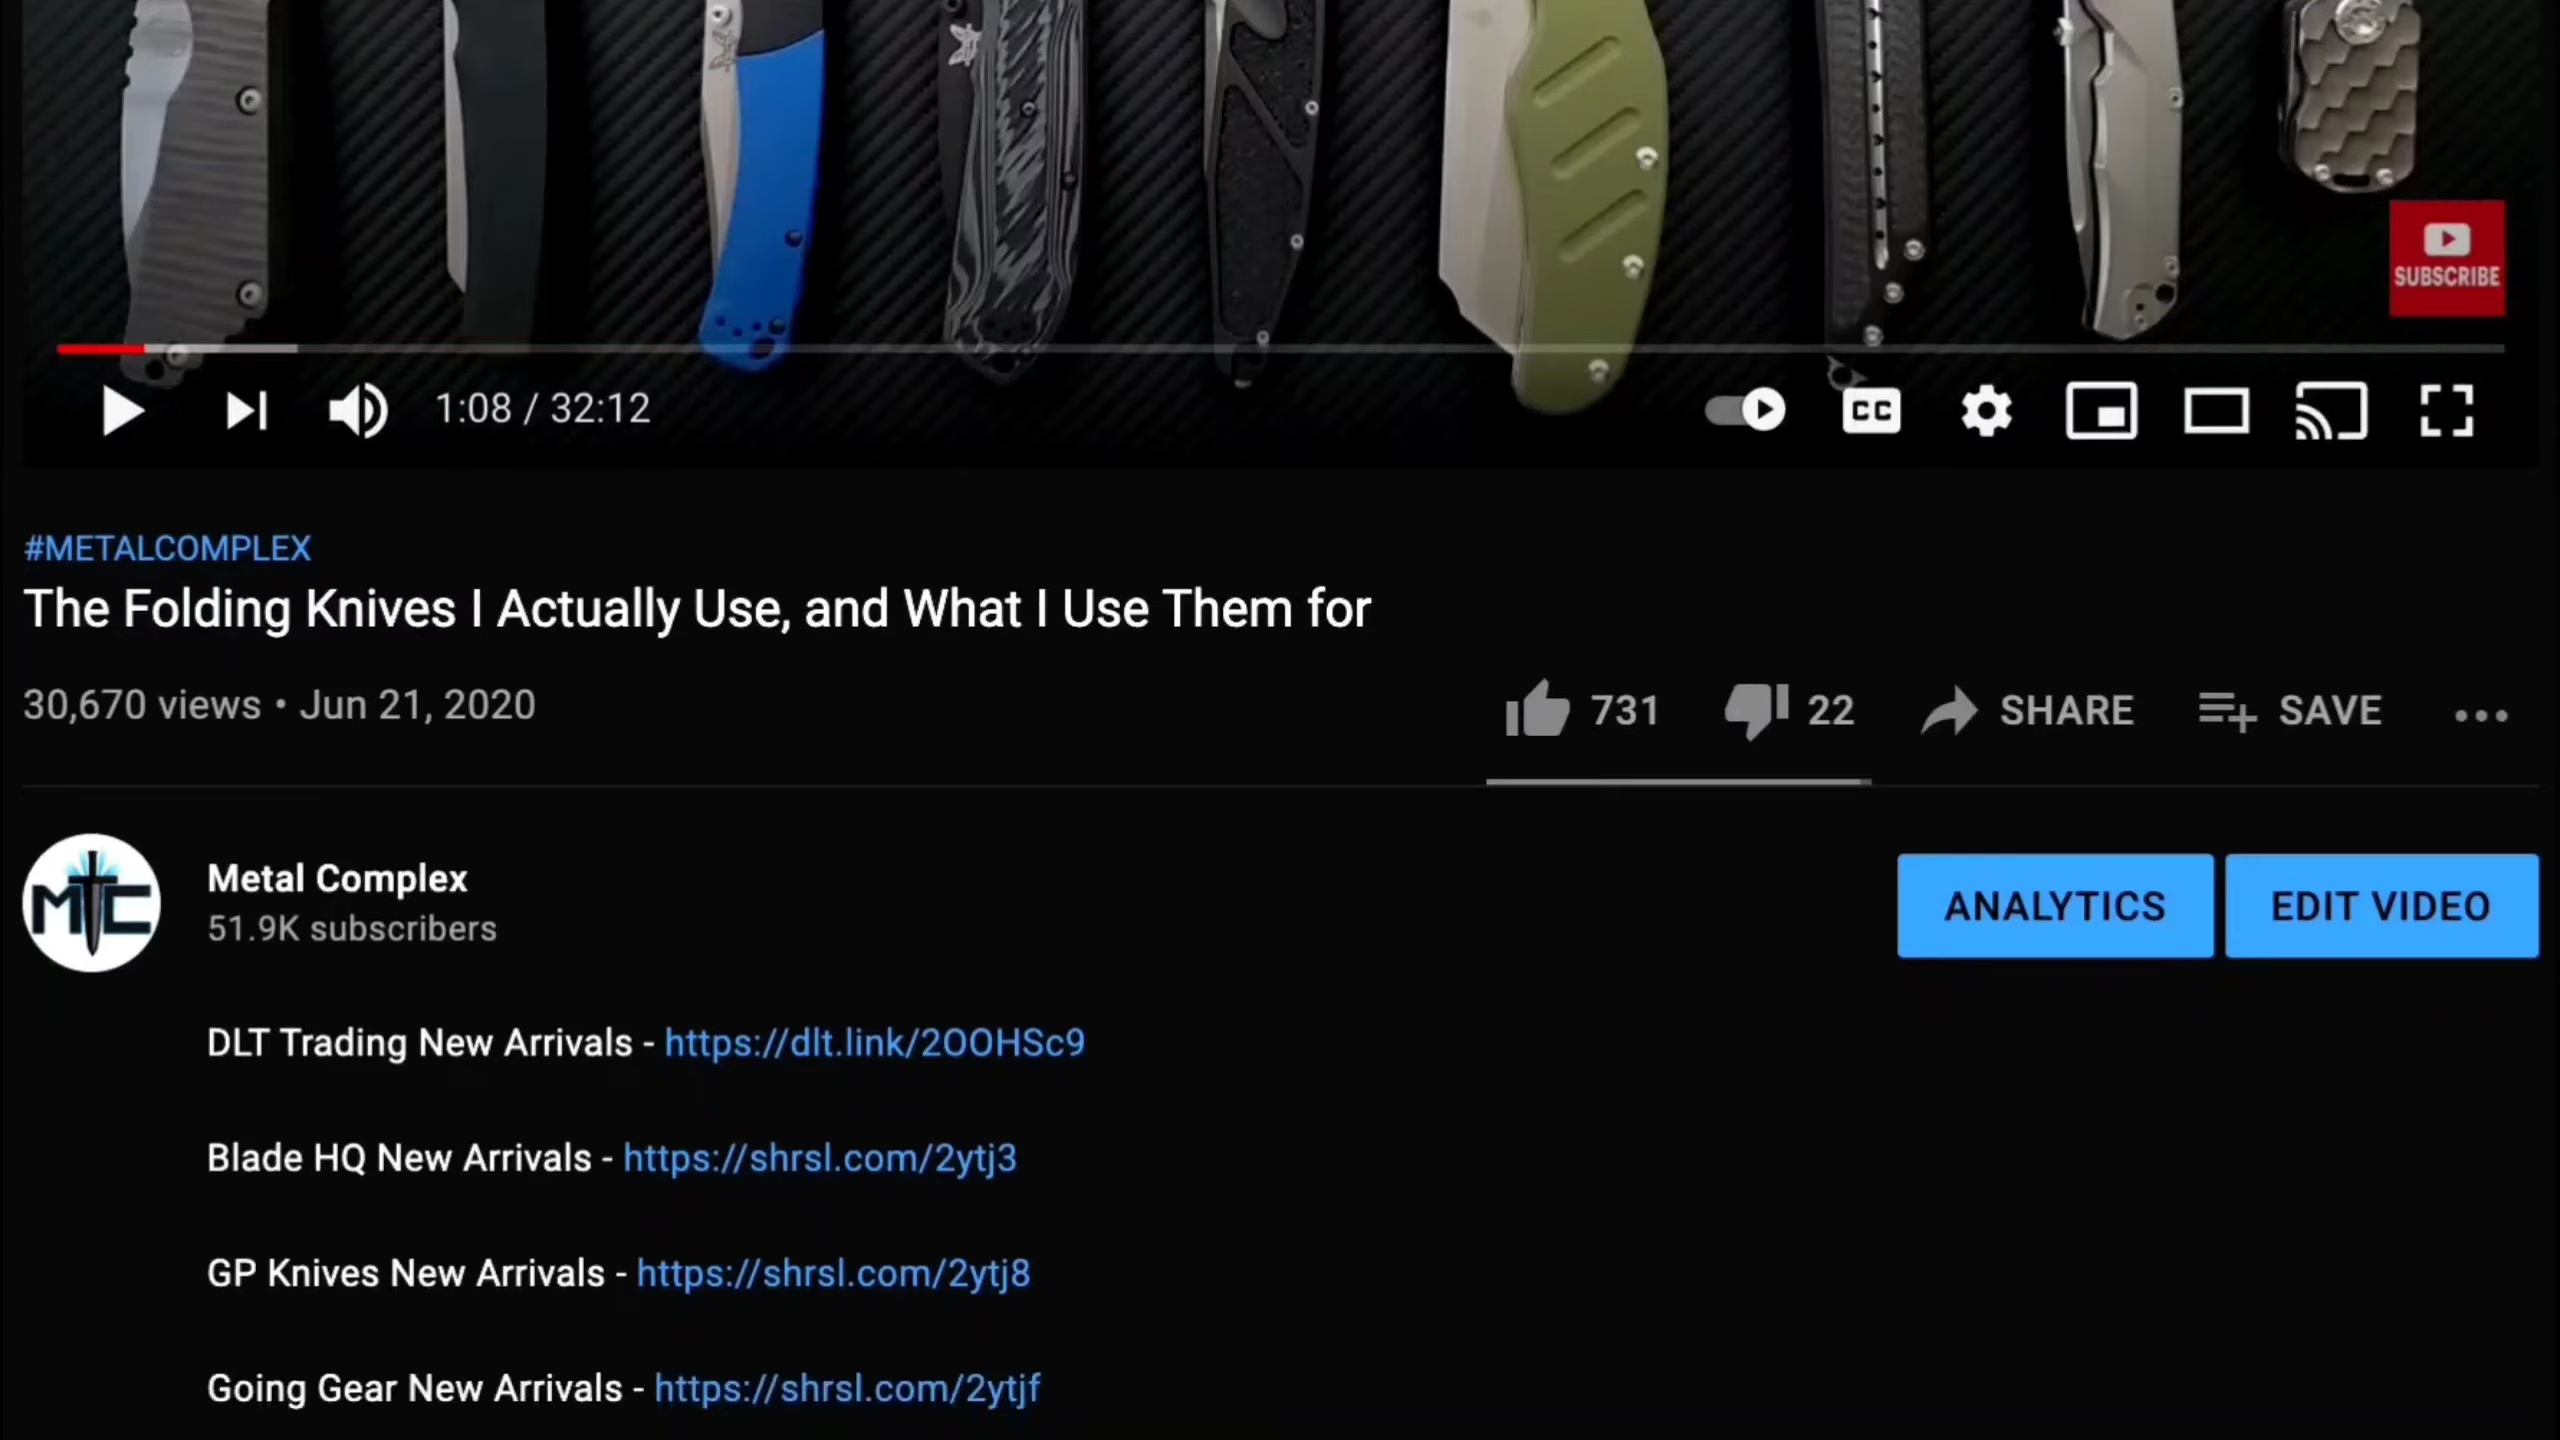 SUBSCRIBE
1:08 / 32:12
CC
#METALCOMPLEX
The Folding Knives I Actually Use, and What I Use Them for
30,670 views • Jun 21, 2020
731 22 SHARE SAVE
MTC
Metal Complex
51.9K subscribers
ANALYTICS EDIT VIDEO
DLT Trading New Arrivals - https://dlt.link/2OOHSc9
Blade HQ New Arrivals - https://shrsl.com/2ytj3
GP Knives New Arrivals - https://shrsl.com/2ytj8
Going Gear New Arrivals - https://shrsl.com/2ytjf